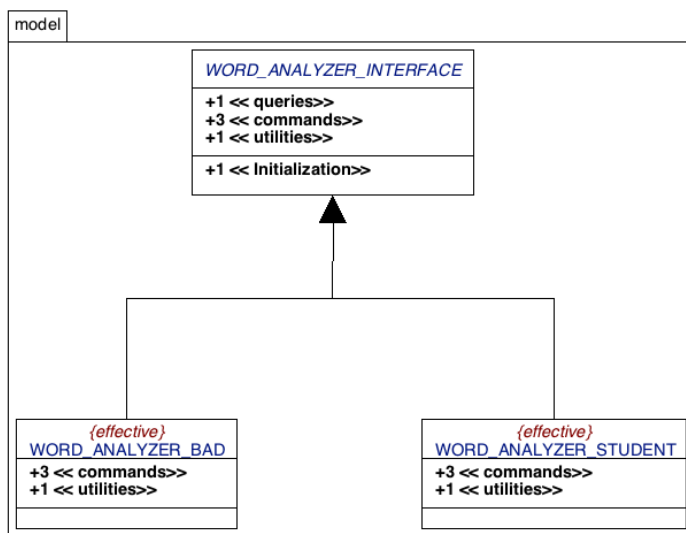 model
WORD_ANALYZER_INTERFACE
+1 << queries>>
+3 << commands>>
+1 << utilities>>
+1 << Initialization>>
{effective}
WORD_ANALYZER_BAD
+3 << commands>>
+1 << utilities>>
{effective}
WORD_ANALYZER_STUDENT
+3 << commands>>
+1 << utilities>>